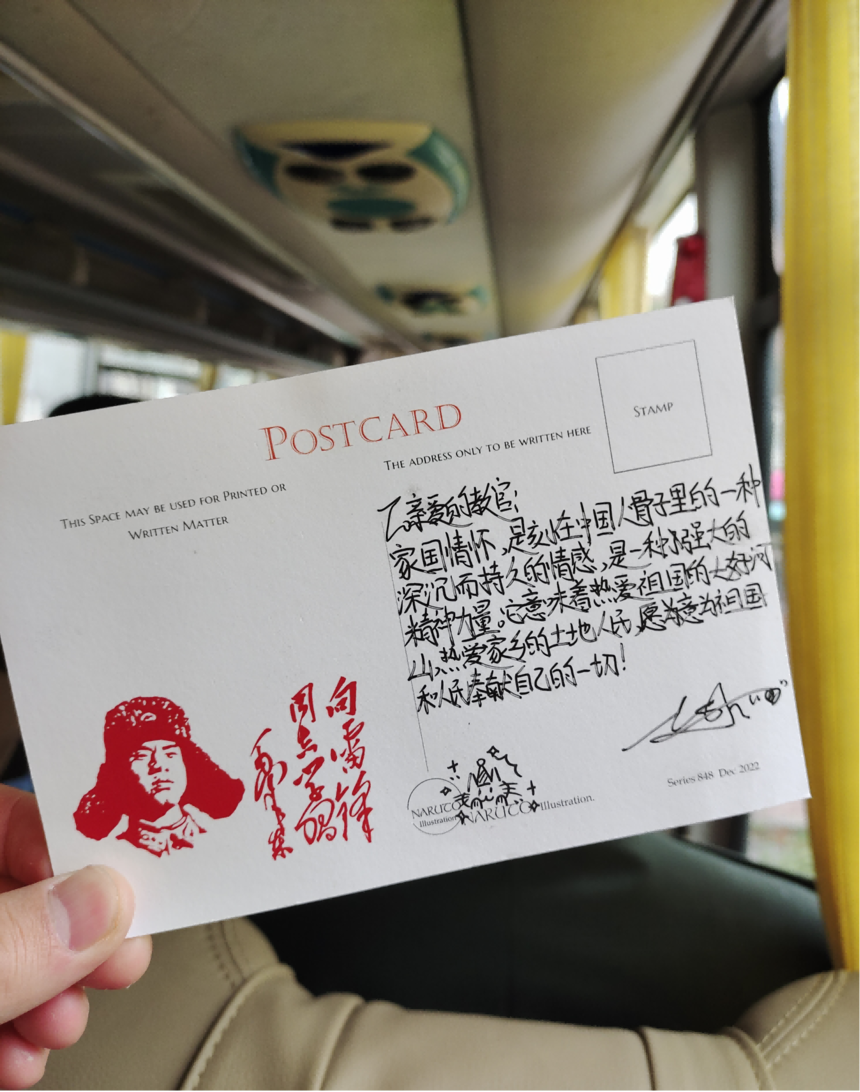 POSTCARD
STAMP
THE ADDRESS ONLY TO BE WRITTEN HERE
THIS SPACE MAY BE USED FOR PRINTED OR
WRITTEN MATTER
亲爱的教官:
家国情怀,是刻在中国人骨子里的一种
深沉而持久的情感,是一种强大的
精神力量。它意味着热爱祖国的大好河
山,热爱家乡的土地人民,愿意为祖国
和人民奉献自己的一切!
向雷锋
同志学习
毛泽东
NARUTO
Illustration
NARUTO Illustration.
Series 848 Dec 2022